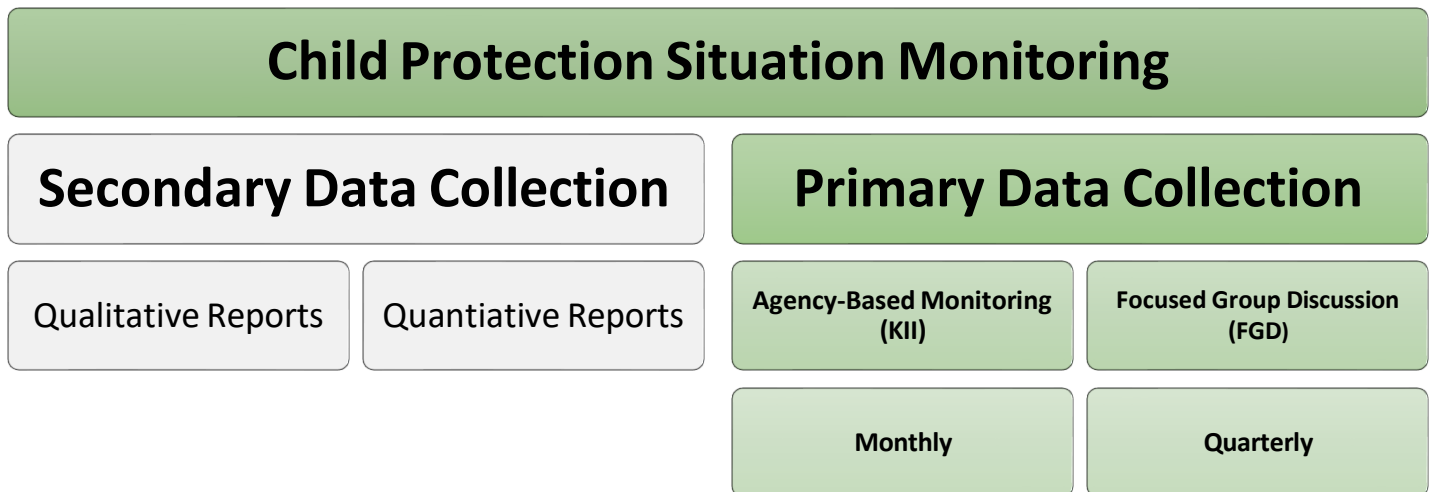 Child Protection Situation Monitoring
Secondary Data Collection
Primary Data Collection
Qualitative Reports
Quantiative Reports
Agency-Based Monitoring
(KII)
Focused Group Discussion
(FGD)
Monthly
Quarterly